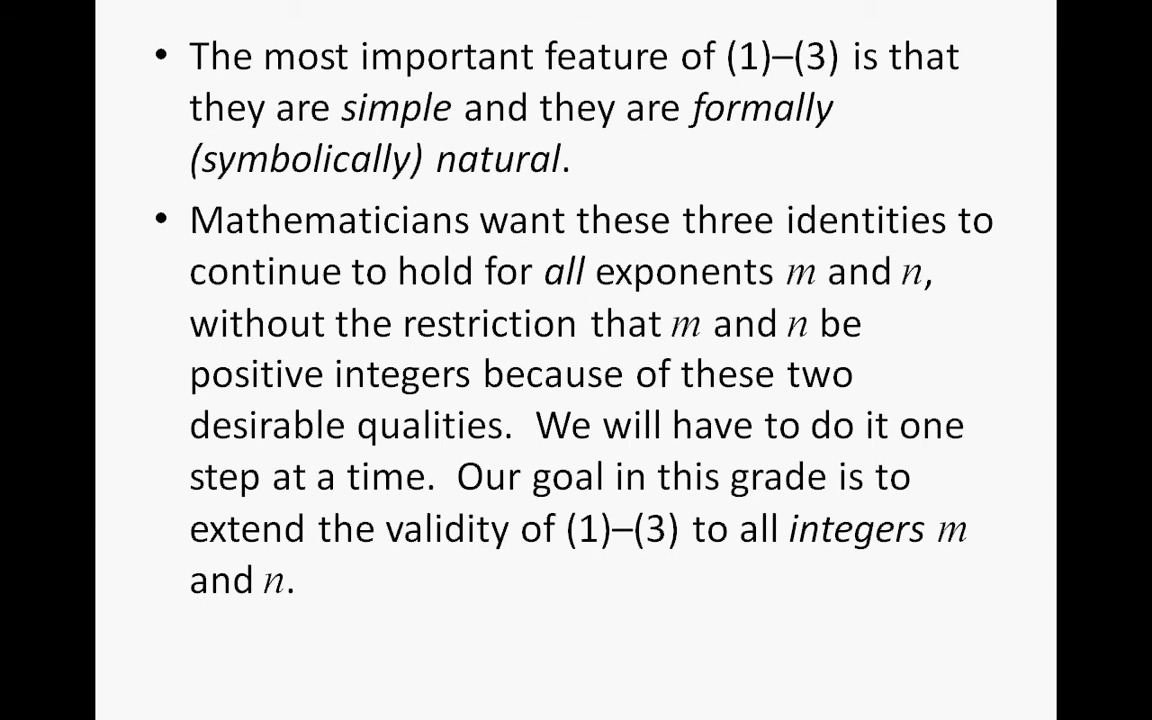 • The most important feature of (1)–(3) is that
they are simple and they are formally
(symbolically) natural.
• Mathematicians want these three identities to
continue to hold for all exponents m and n,
without the restriction that m and n be
positive integers because of these two
desirable qualities.  We will have to do it one
step at a time.  Our goal in this grade is to
extend the validity of (1)–(3) to all integers m
and n.